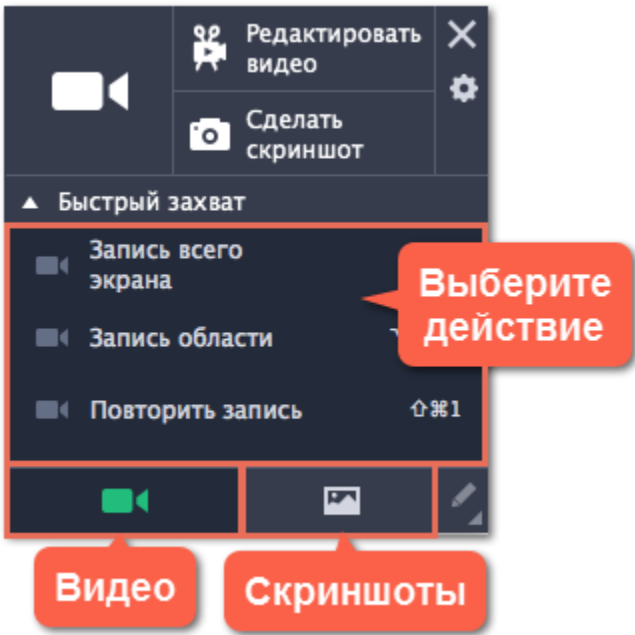 Редактировать
видео
Сделать
скриншот
▲ Быстрый захват
Запись всего
экрана
Выберите
действие
Запись области
Повторить запись ⇧⌘1
Видео
Скриншоты